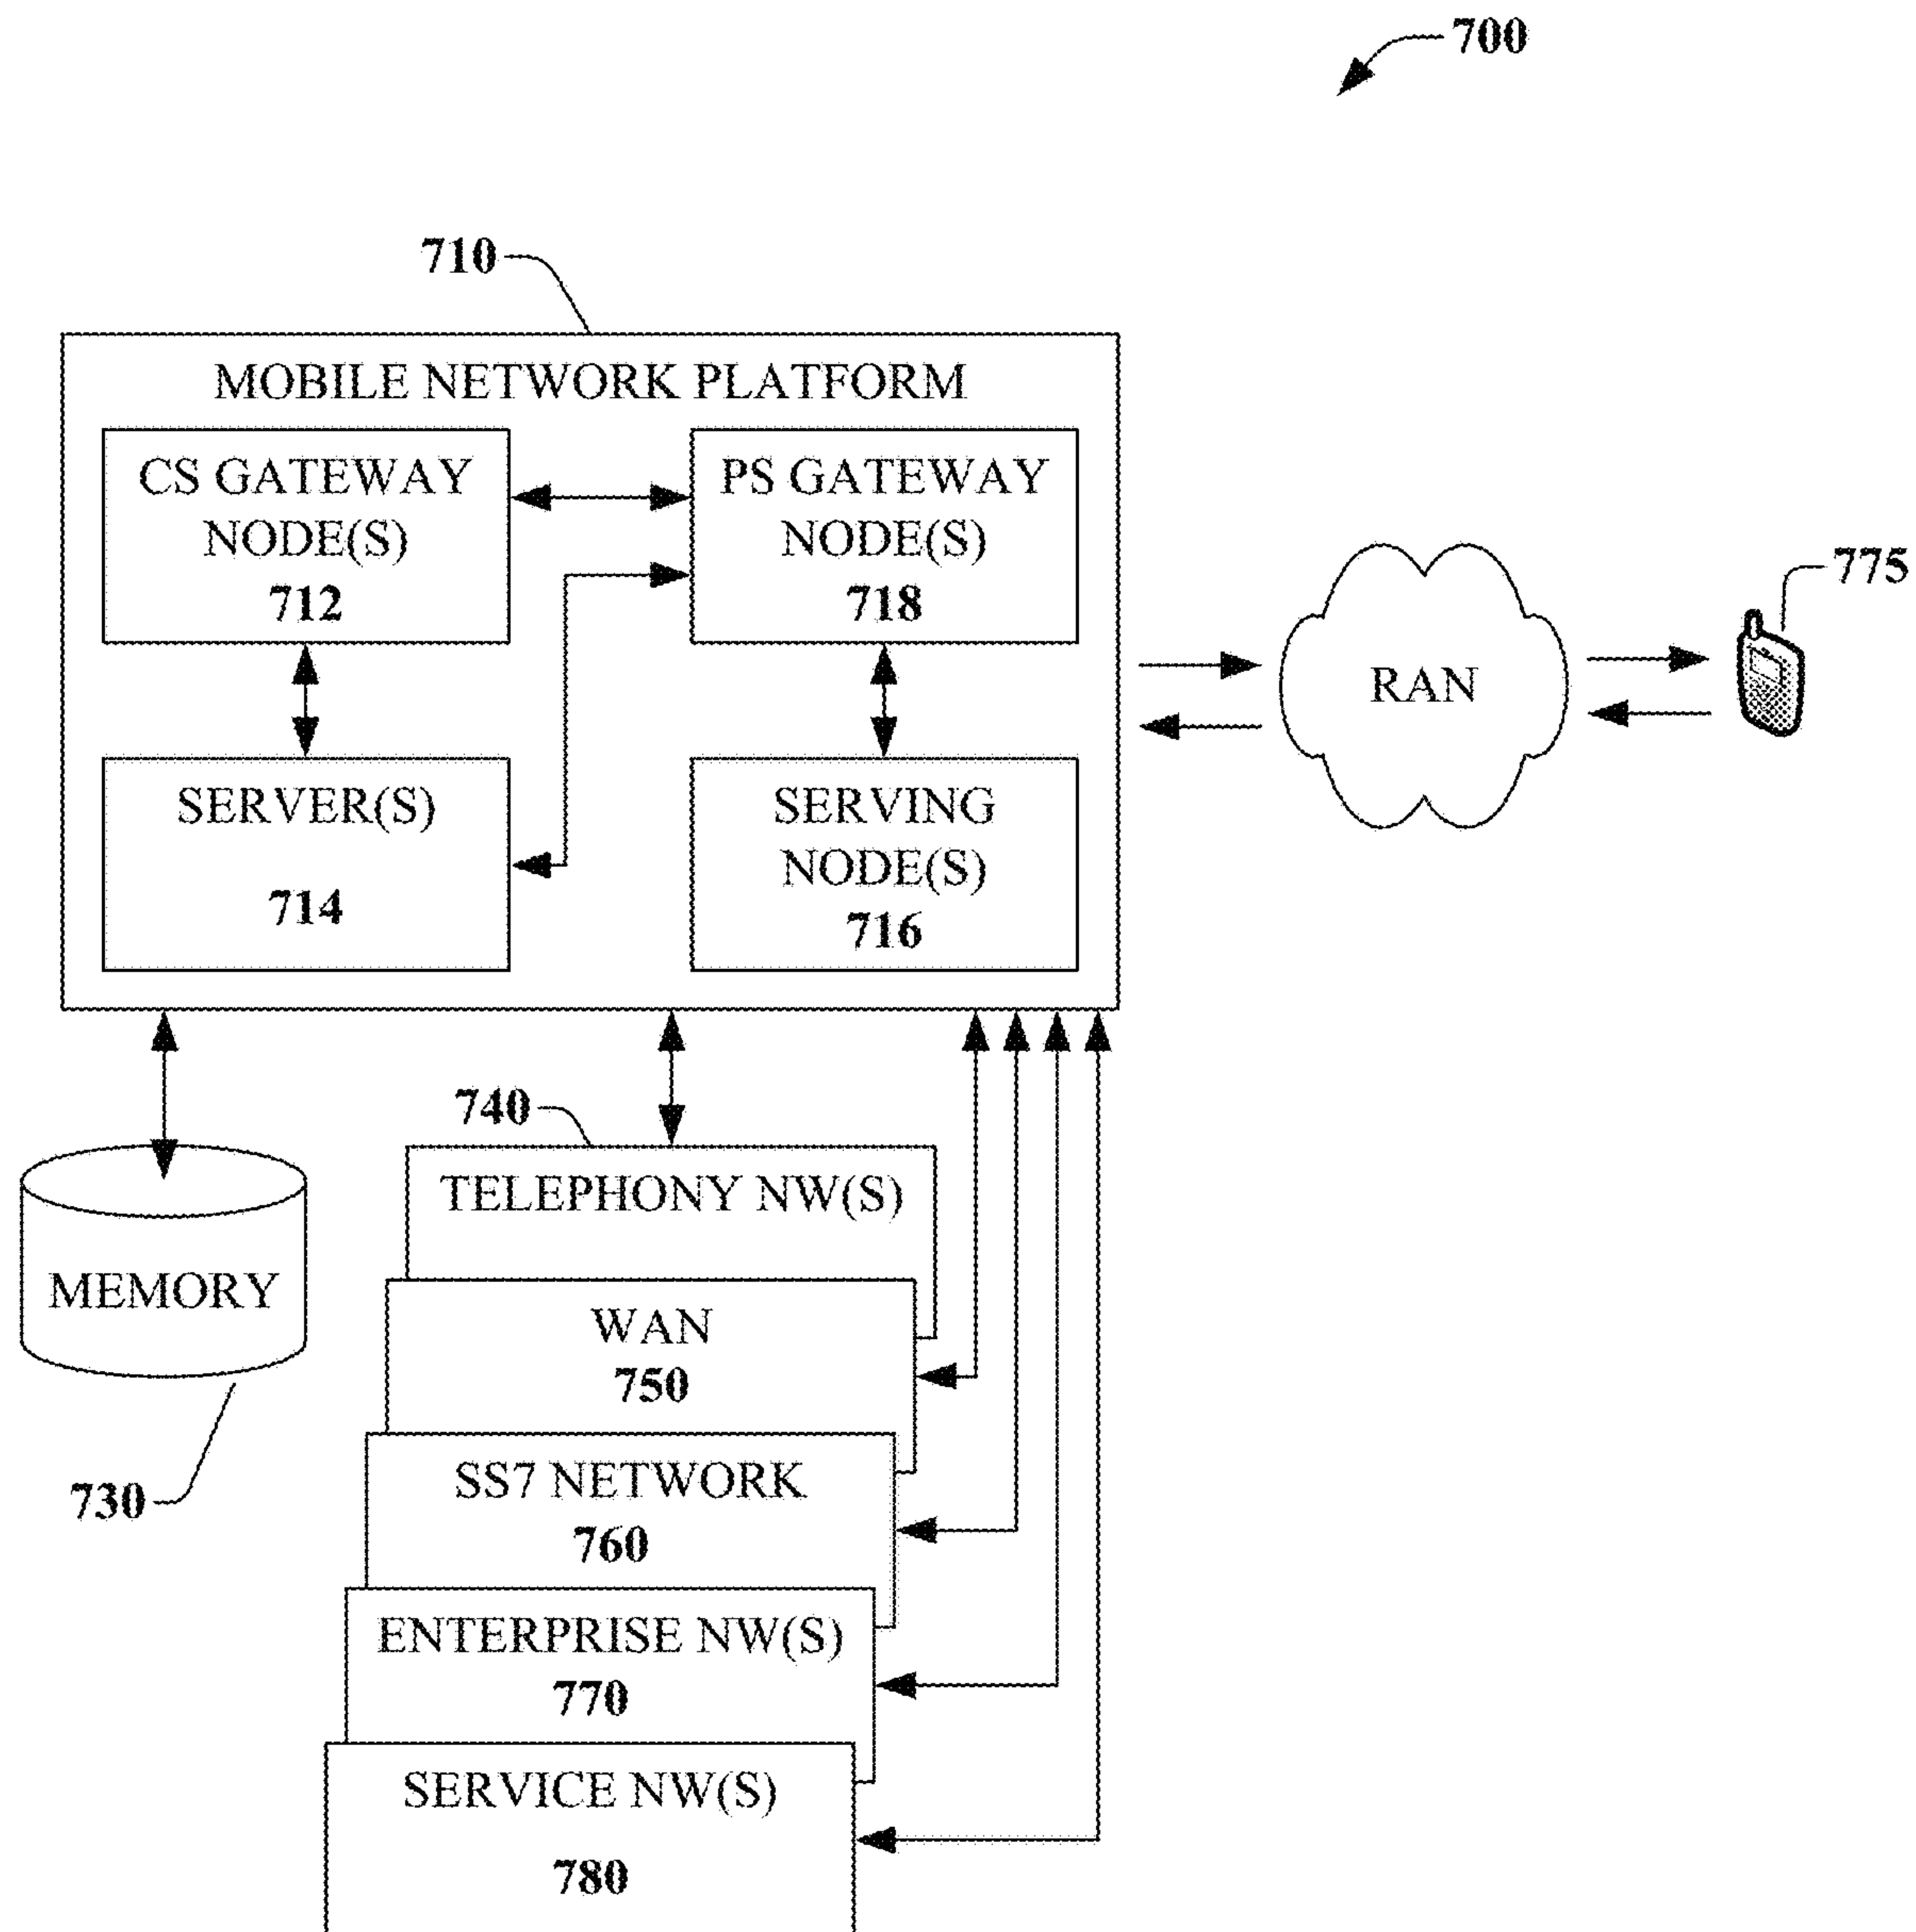 700
710
MOBILE NETWORK PLATFORM
CS GATEWAY
NODE(S)
712
PS GATEWAY
NODE(S)
718
SERVER(S)
714
SERVING
NODE(S)
716
RAN
775
740
TELEPHONY NW(S)
MEMORY
730
WAN
750
SS7 NETWORK
760
ENTERPRISE NW(S)
770
SERVICE NW(S)
780